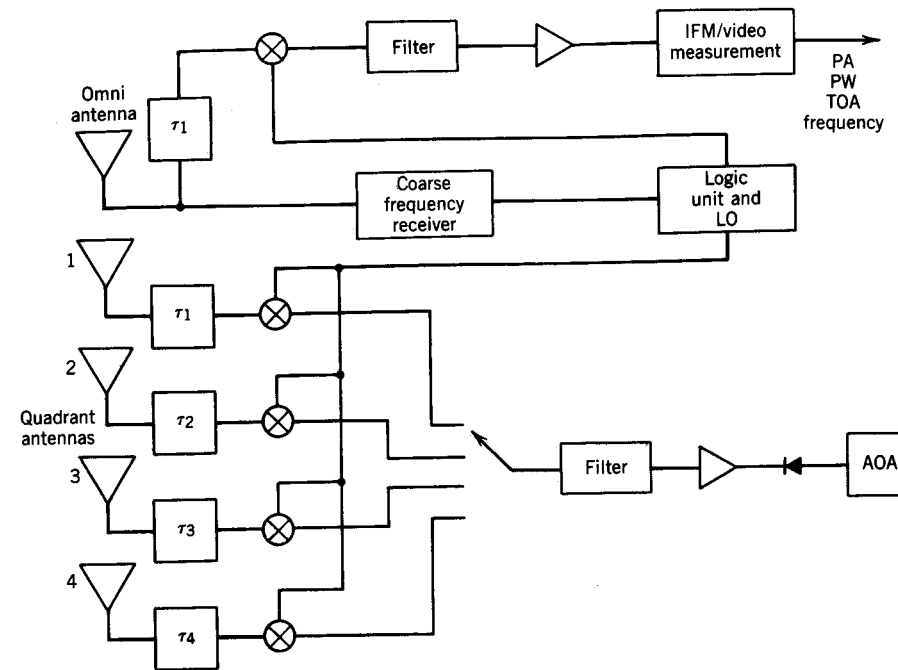 Omni
antenna
τ1
Filter
IFM/video
measurement
PA
PW
TOA
frequency
Coarse
frequency
receiver
Logic
unit and
LO
1
τ1
2
τ2
Quadrant
antennas
3
τ3
4
τ4
Filter
AOA